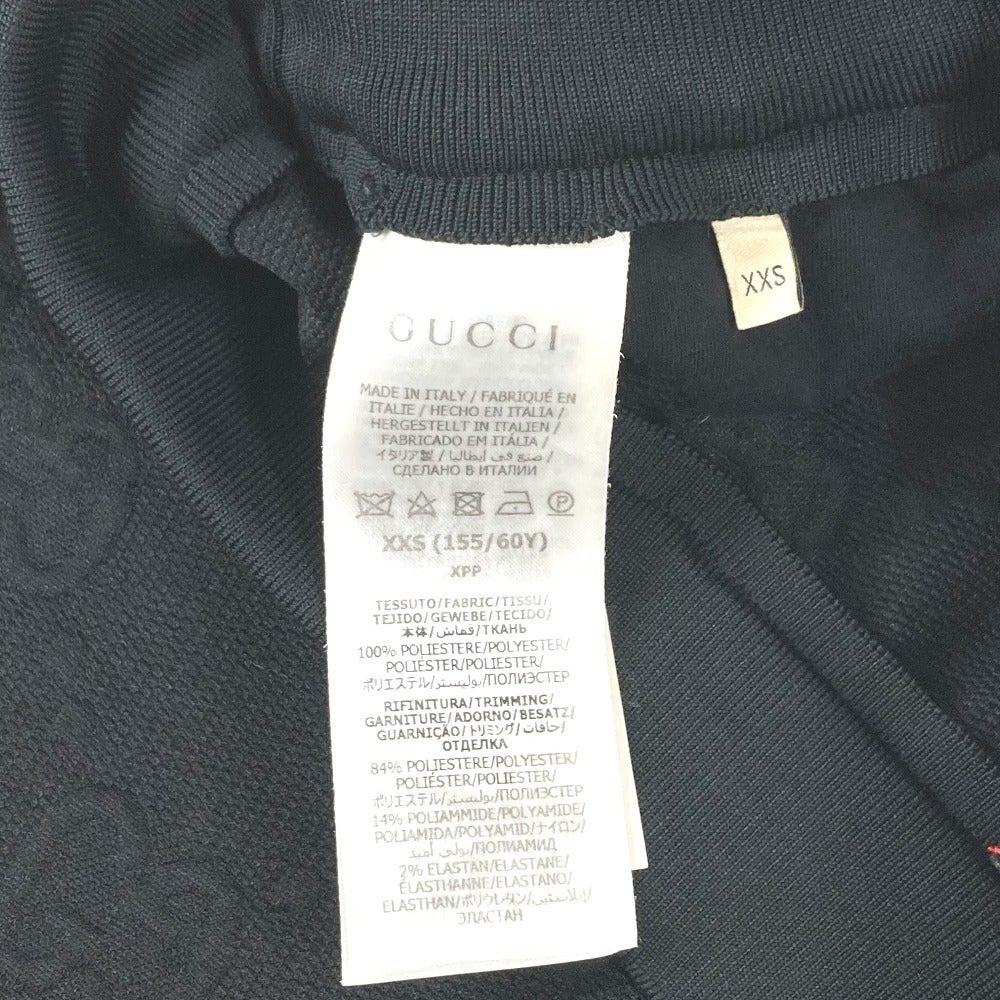 GUCCI
MADE IN ITALY / FABRIQUÉ EN
ITALIE / HECHO EN ITALIA /
HERGESTELLT IN ITALIEN /
FABRICADO EM ITÁLIA /
イタリア製 / صنع في إيطاليا /
СДЕЛАНО В ИТАЛИИ
P
XXS (155/60Y)
XPP
TESSUTO/FABRIC/TISSU/
TEJIDO/GEWEBE/TECIDO/
本体/قماش/ТКАНЬ
100% POLIESTERE/POLYESTER/
POLIÉSTER/POLIESTER/
ポリエステル/بوليستر/ПОЛИЭСТЕР
RIFINITURA/TRIMMING/
GARNITURE/ADORNO/BESATZ/
GUARNIÇÃO/トリミング/حافات/
ОТДЕЛКА
84% POLIESTERE/POLYESTER/
POLIÉSTER/POLIESTER/
ポリエステル/بوليستر/ПОЛИЭСТЕР
14% POLIAMMIDE/POLYAMIDE/
POLIAMIDA/POLYAMID/ナイロン/
بولي أميد/ПОЛИАМИД
2% ELASTAN/ELASTANE/
ÉLASTHANNE/ELASTANO/
ELASTHAN/ポリウレタン/إيلاستين/
ЭЛАСТАН
XXS